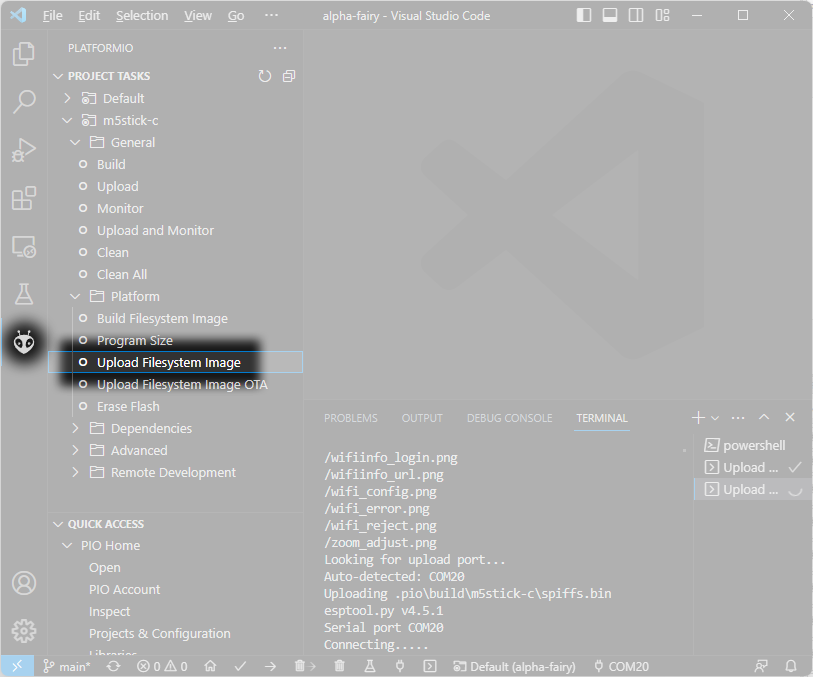 File Edit Selection View Go ··· alpha-fairy - Visual Studio Code
PLATFORMIO ···
PROJECT TASKS
Default
m5stick-c
General
Build
Upload
Monitor
Upload and Monitor
Clean
Clean All
Platform
Build Filesystem Image
Program Size
Upload Filesystem Image
Upload Filesystem Image OTA
Erase Flash
Dependencies
Advanced
Remote Development
QUICK ACCESS
PIO Home
Open
PIO Account
Inspect
Projects & Configuration
Libraries
PROBLEMS OUTPUT DEBUG CONSOLE TERMINAL
/wifiinfo_login.png
/wifiinfo_url.png
/wifi_config.png
/wifi_error.png
/wifi_reject.png
/zoom_adjust.png
Looking for upload port...
Auto-detected: COM20
Uploading .pio\build\m5stick-c\spiffs.bin
esptool.py v4.5.1
Serial port COM20
Connecting.....
powershell
Upload ...
Upload ...
main* 0 0 Default (alpha-fairy) COM20